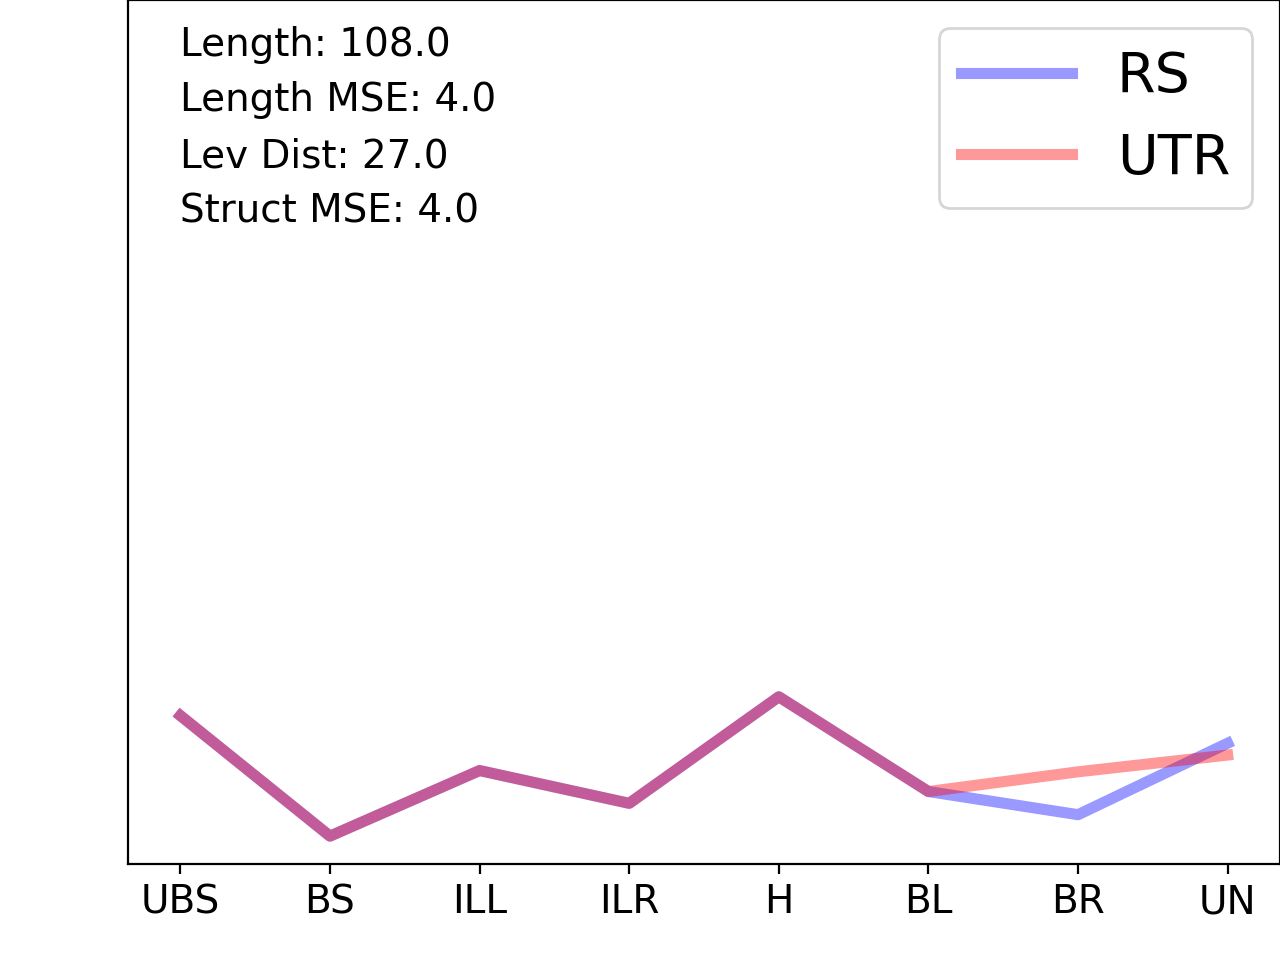 Length: 108.0
Length MSE: 4.0
Lev Dist: 27.0
Struct MSE: 4.0
RS
UTR
UBS BS ILL ILR H BL BR UN